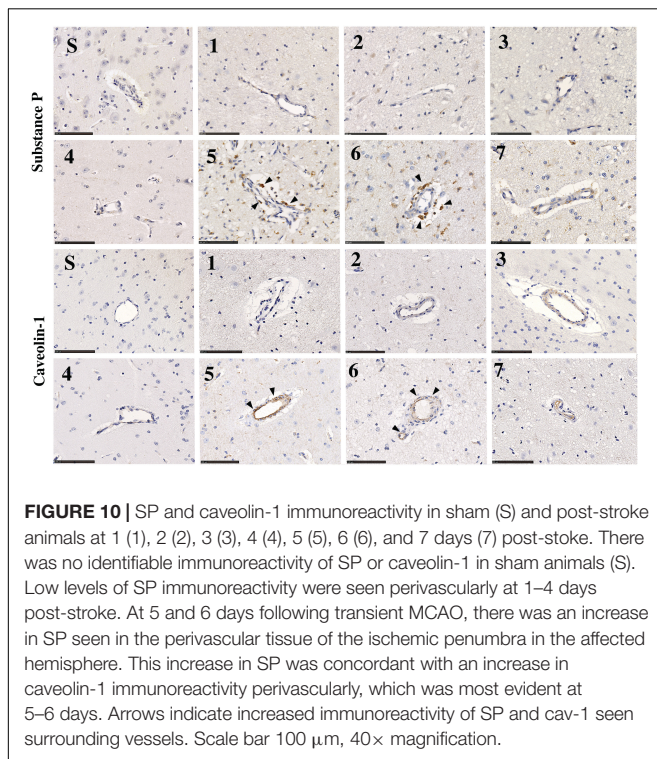 S 1 2 3
Substance P
4 5 6 7
S 1 2 3
Caveolin-1
4 5 6 7
FIGURE 10 | SP and caveolin-1 immunoreactivity in sham (S) and post-stroke
animals at 1 (1), 2 (2), 3 (3), 4 (4), 5 (5), 6 (6), and 7 days (7) post-stoke. There
was no identifiable immunoreactivity of SP or caveolin-1 in sham animals (S).
Low levels of SP immunoreactivity were seen perivascularly at 1–4 days
post-stroke. At 5 and 6 days following transient MCAO, there was an increase
in SP seen in the perivascular tissue of the ischemic penumbra in the affected
hemisphere. This increase in SP was concordant with an increase in
caveolin-1 immunoreactivity perivascularly, which was most evident at
5–6 days. Arrows indicate increased immunoreactivity of SP and cav-1 seen
surrounding vessels. Scale bar 100 μm, 40× magnification.